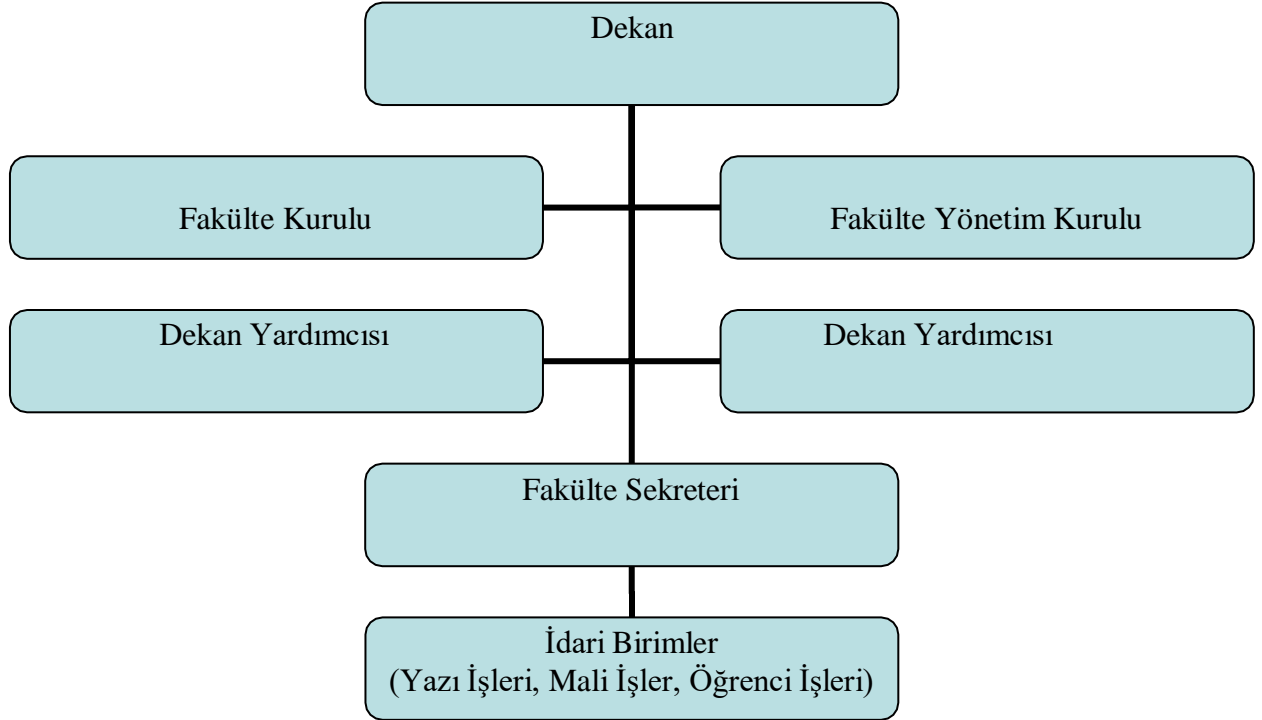 Dekan
Fakülte Kurulu
Fakülte Yönetim Kurulu
Dekan Yardımcısı
Dekan Yardımcısı
Fakülte Sekreteri
İdari Birimler
(Yazı İşleri, Mali İşler, Öğrenci İşleri)